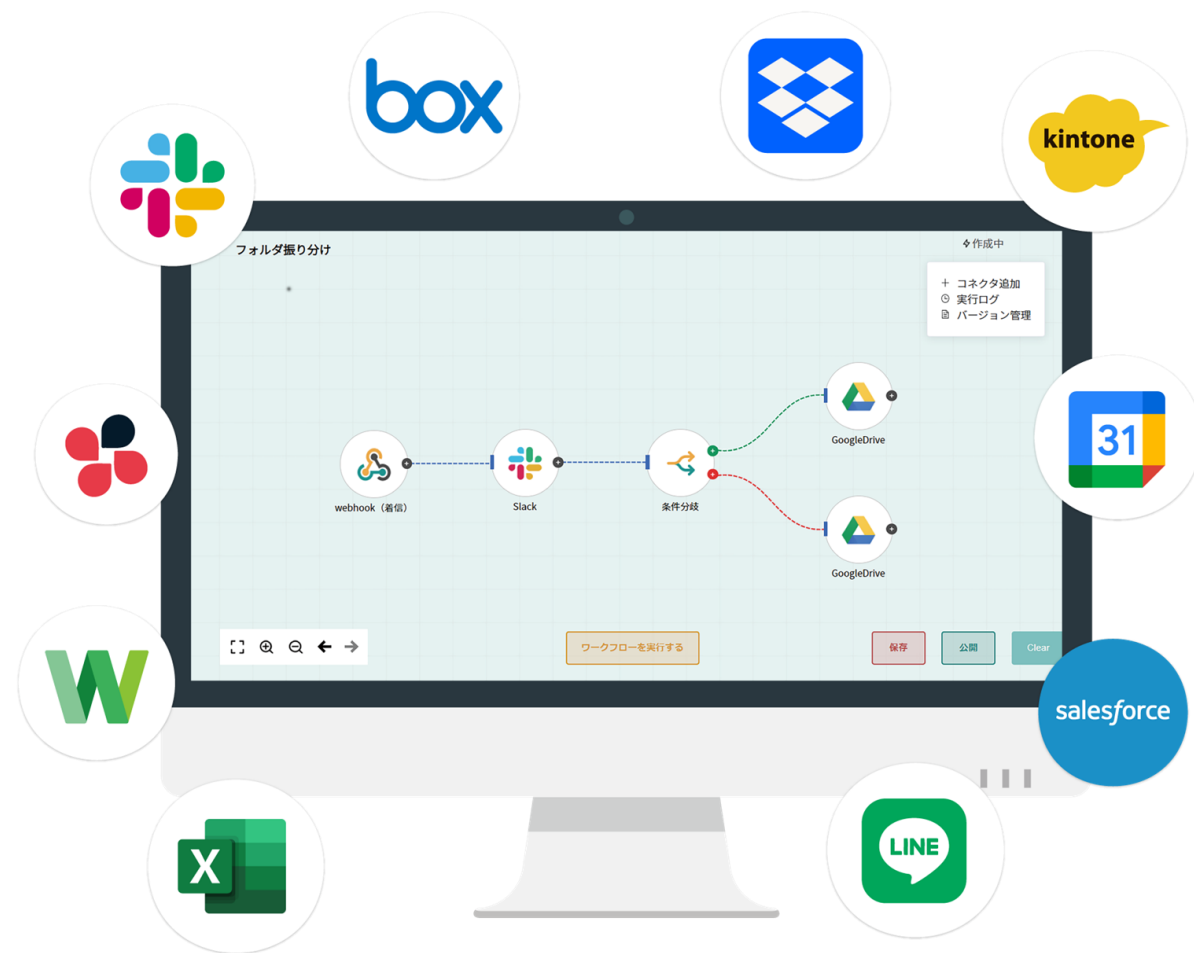 box
kintone
フォルダ振り分け
作成中
コネクタ追加
実行ログ
バージョン管理
31
GoogleDrive
webhook（着信）
Slack
条件分岐
GoogleDrive
ワークフローを実行する
保存
公開
Clear
W
salesforce
X
LINE